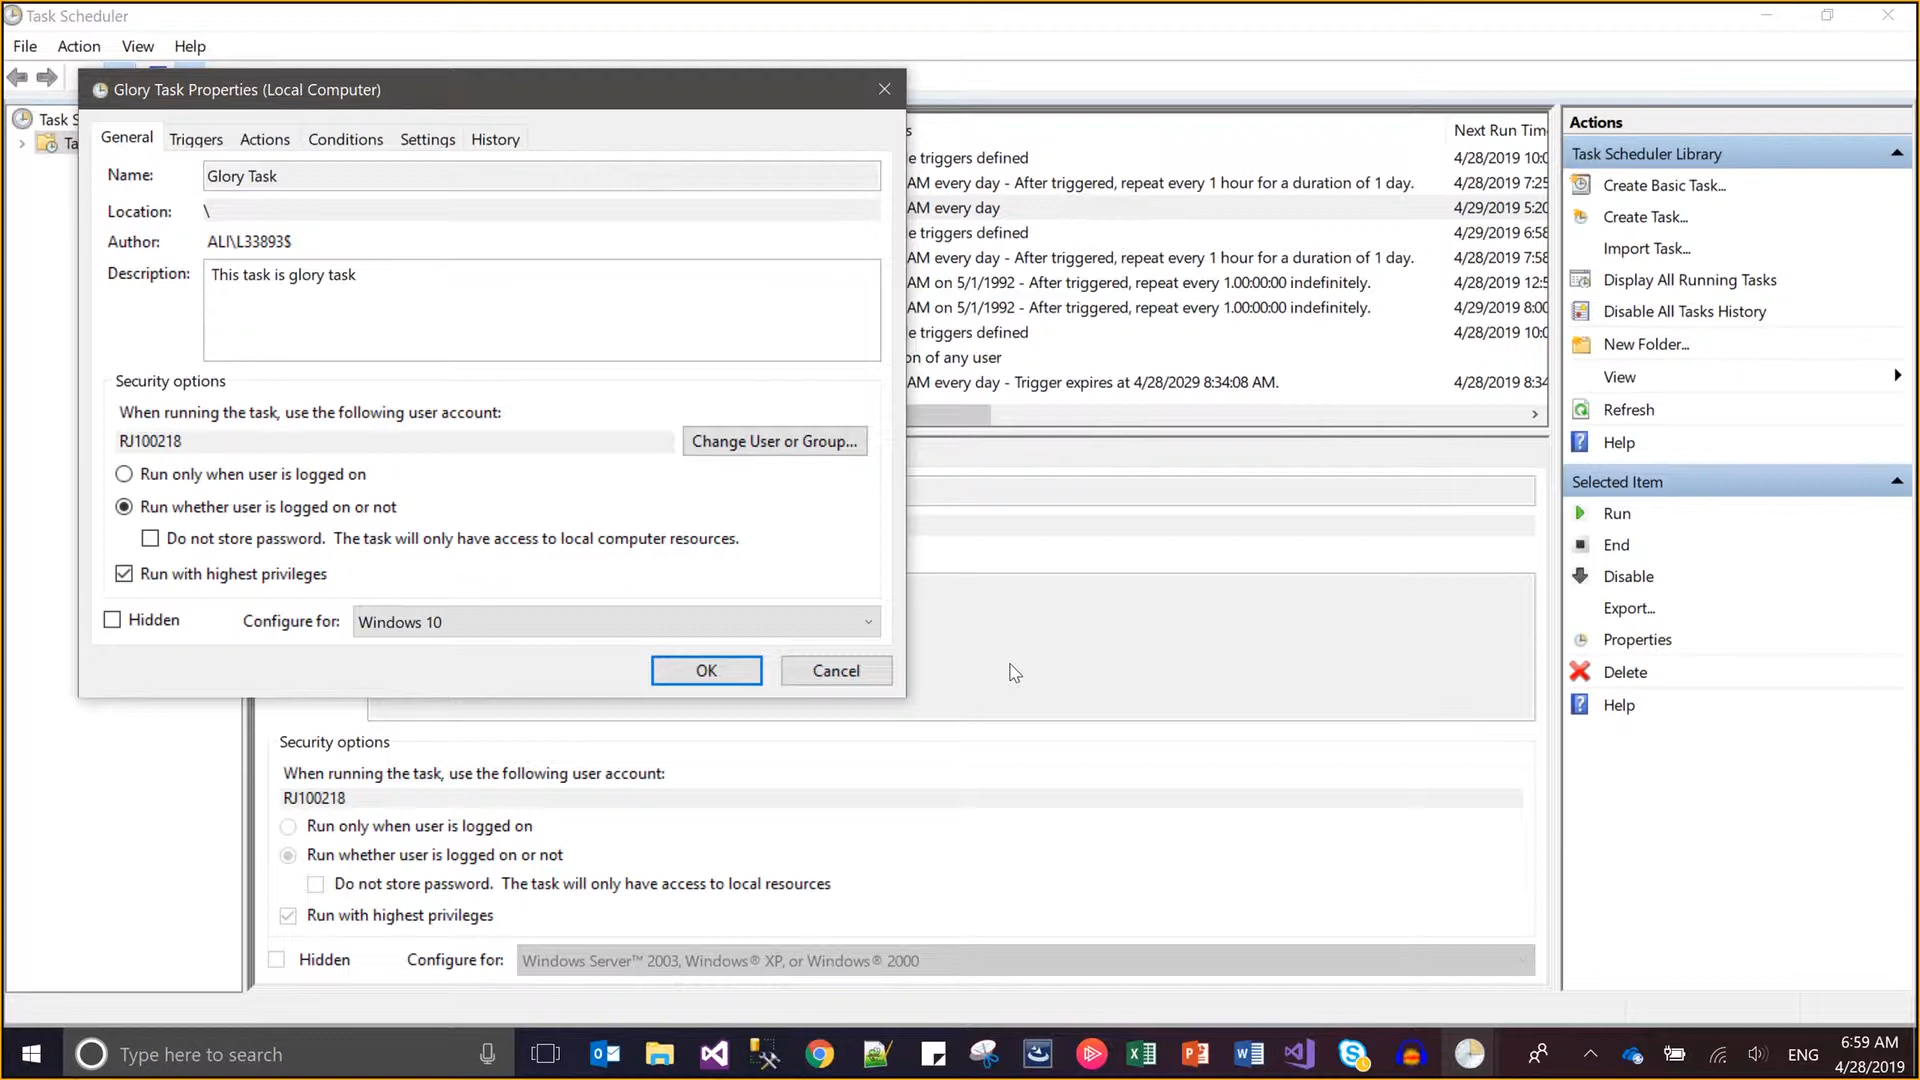 Task Scheduler
File Action View Help
Glory Task Properties (Local Computer)
General Triggers Actions Conditions Settings History
Name: Glory Task
Location: \
Author: ALI\L33893$
Description: This task is glory task
Security options
When running the task, use the following user account:
RJ100218 Change User or Group...
Run only when user is logged on
Run whether user is logged on or not
Do not store password. The task will only have access to local computer resources.
Run with highest privileges
Hidden Configure for: Windows 10
OK Cancel
Task S
Ta
s Next Run Tim
e triggers defined 4/28/2019 10:0
AM every day - After triggered, repeat every 1 hour for a duration of 1 day. 4/28/2019 7:25
AM every day 4/29/2019 5:20
e triggers defined 4/29/2019 6:58
AM every day - After triggered, repeat every 1 hour for a duration of 1 day. 4/28/2019 7:58
AM on 5/1/1992 - After triggered, repeat every 1.00:00:00 indefinitely. 4/28/2019 12:5
AM on 5/1/1992 - After triggered, repeat every 1.00:00:00 indefinitely. 4/29/2019 8:00
e triggers defined 4/28/2019 10:0
on of any user
AM every day - Trigger expires at 4/28/2029 8:34:08 AM. 4/28/2019 8:34
Security options
When running the task, use the following user account:
RJ100218
Run only when user is logged on
Run whether user is logged on or not
Do not store password. The task will only have access to local resources
Run with highest privileges
Hidden Configure for: Windows Server™ 2003, Windows® XP, or Windows® 2000
Actions
Task Scheduler Library
Create Basic Task...
Create Task...
Import Task...
Display All Running Tasks
Disable All Tasks History
New Folder...
View
Refresh
Help
Selected Item
Run
End
Disable
Export...
Properties
Delete
Help
Type here to search
ENG
6:59 AM
4/28/2019